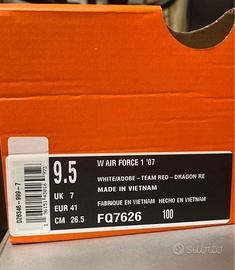 9.5
UK 7
EUR 41
CM 26.5
W AIR FORCE 1 '07
WHITE/ADOBE-TEAM RED-DRAGON RE
MADE IN VIETNAM
FABRIQUE EN VIETNAM HECHO EN VIETNAM
FQ7626 100
subito